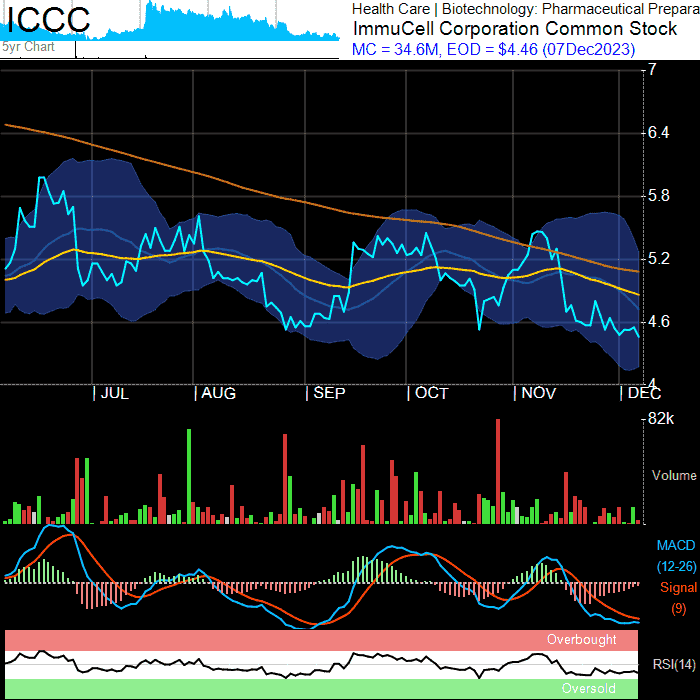 ICCC
5yr Chart
Health Care | Biotechnology: Pharmaceutical Prepara
ImmuCell Corporation Common Stock
MC = 34.6M, EOD = $4.46 (07Dec2023)
7
6.4
5.8
5.2
4.6
4
JUL AUG SEP OCT NOV DEC
82k
Volume
MACD
(12-26)
Signal
(9)
Overbought
RSI(14)
Oversold